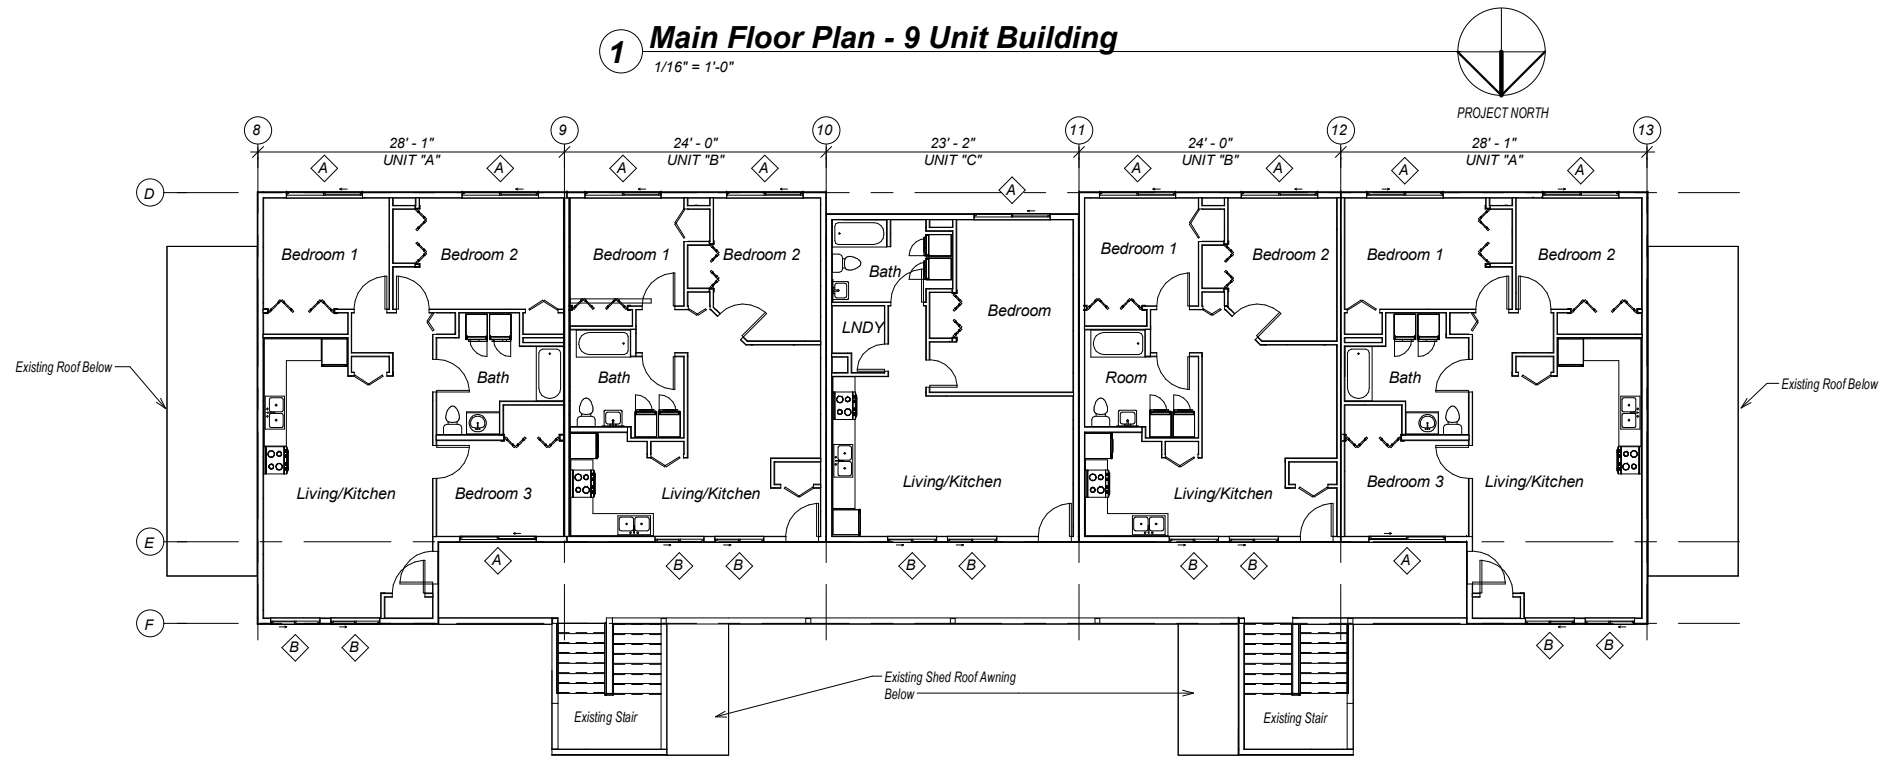 1 Main Floor Plan - 9 Unit Building
1/16" = 1'-0"
PROJECT NORTH
8 9 10 11 12 13
28' - 1" 24' - 0" 23' - 2" 24' - 0" 28' - 1"
UNIT "A" UNIT "B" UNIT "C" UNIT "B" UNIT "A"
A A A A A A A A
D A
Bedroom 1 Bedroom 2 Bedroom 1 Bedroom 2 Bedroom 1 Bedroom 2 Bedroom 1 Bedroom 2
Bath
Bedroom
LNDY
Existing Roof Below
Bath Bath Room Bath
Existing Roof Below
Living/Kitchen Bedroom 3 Living/Kitchen Living/Kitchen Living/Kitchen Bedroom 3 Living/Kitchen
E
A B B B B B B A
F
B B B B
Existing Shed Roof Awning
Below
Existing Stair Existing Stair